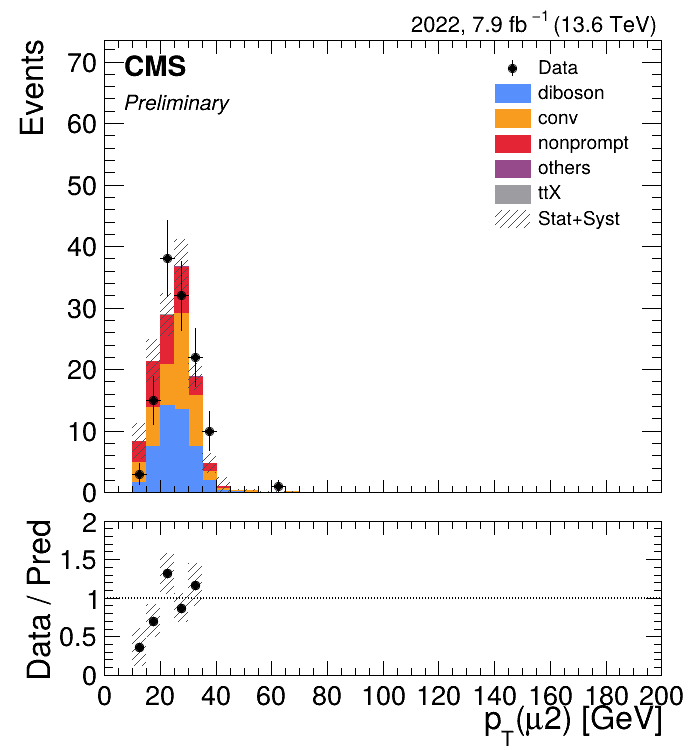 2022, 7.9 fb⁻¹ (13.6 TeV)
CMS
Preliminary
Events
70
60
50
40
30
20
10
0
Data
diboson
conv
nonprompt
others
ttX
Stat+Syst
Data / Pred
2
1.5
1
0.5
0
0 20 40 60 80 100 120 140 160 180 200
p_T(μ2) [GeV]